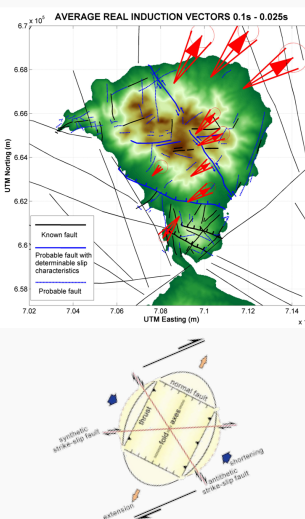 AVERAGE REAL INDUCTION VECTORS 0.1s - 0.025s
6.7 x 10⁵
6.68
6.66
6.64
6.62
6.6
6.58
UTM Northing (m)
Known fault
Probable fault with
determinable slip
characteristics
Probable fault
7.02 7.04 7.06 7.08 7.1 7.12 7.14
UTM Easting (m)
normal fault
thrust
fold
axes
synthetic
strike-slip fault
shortening
antithetic
strike-slip fault
extension